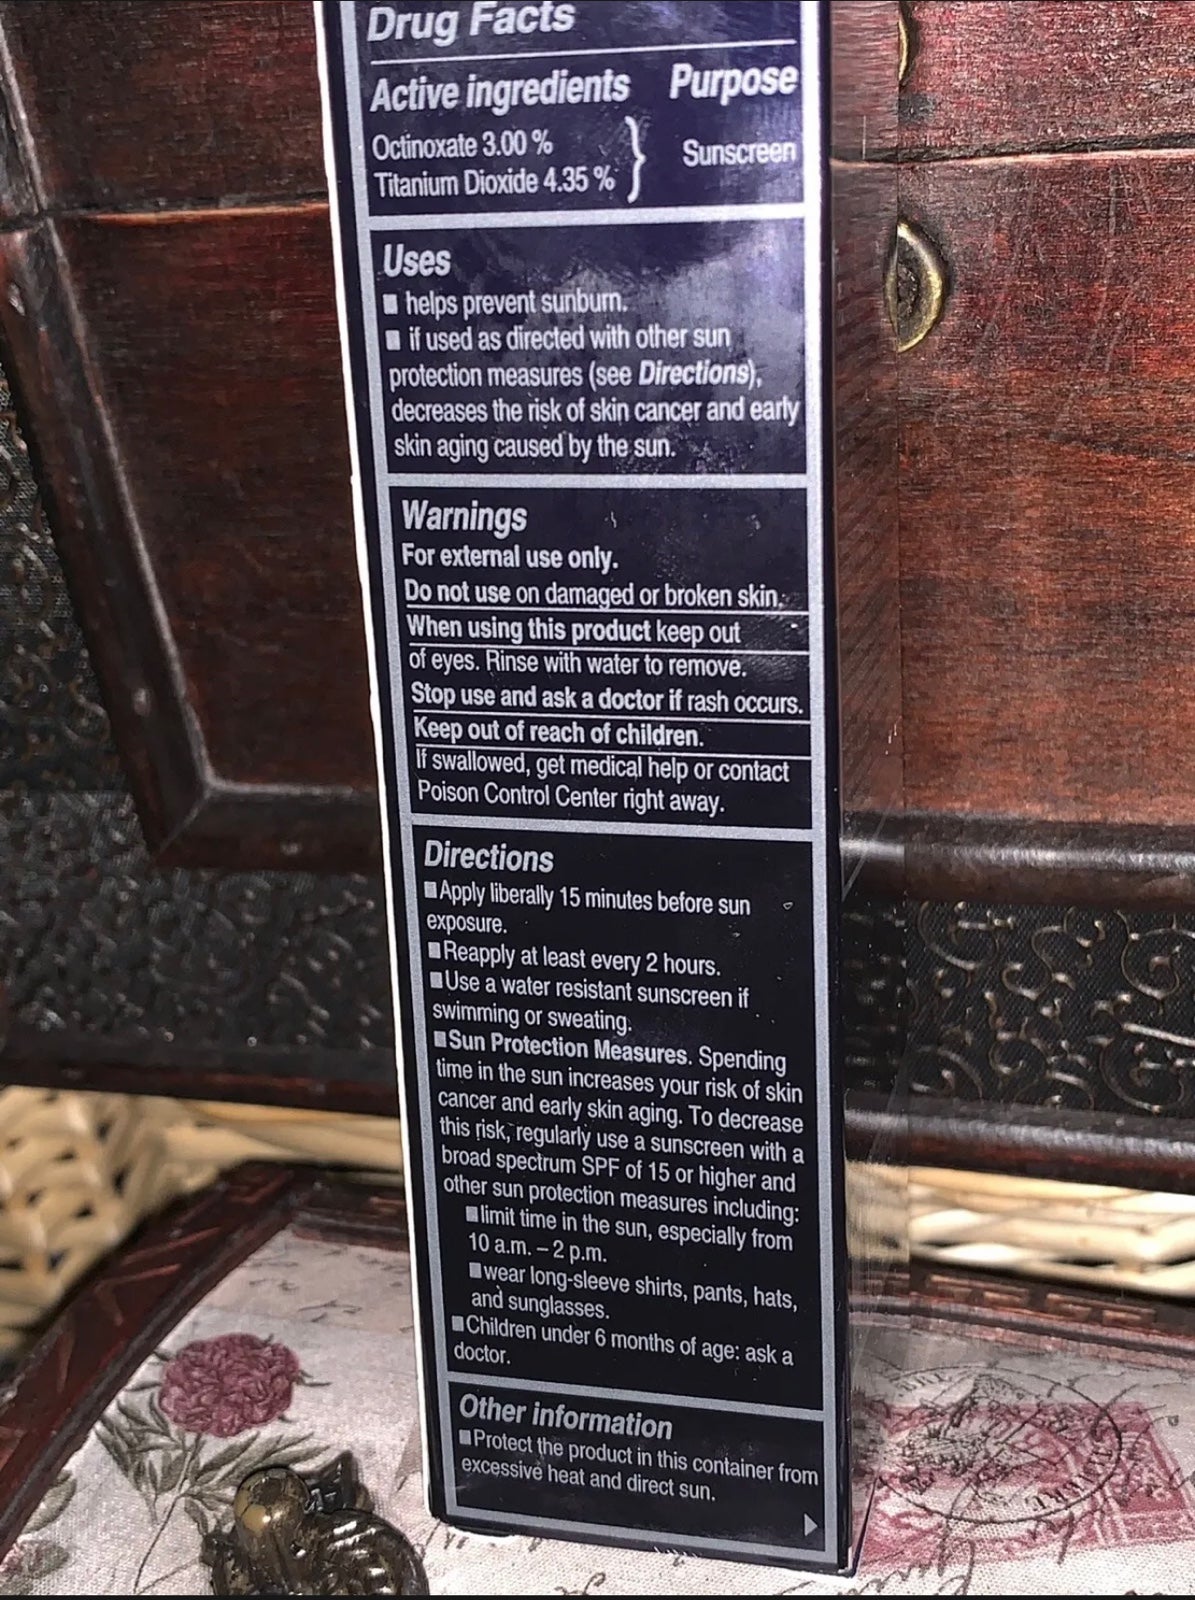 Drug Facts
Active ingredients Purpose
Octinoxate 3.00 %
Titanium Dioxide 4.35 % } Sunscreen
Uses
■ helps prevent sunburn.
■ if used as directed with other sun
protection measures (see Directions),
decreases the risk of skin cancer and early
skin aging caused by the sun.
Warnings
For external use only.
Do not use on damaged or broken skin.
When using this product keep out
of eyes. Rinse with water to remove.
Stop use and ask a doctor if rash occurs.
Keep out of reach of children.
If swallowed, get medical help or contact
Poison Control Center right away.
Directions
■Apply liberally 15 minutes before sun
exposure.
■Reapply at least every 2 hours.
■Use a water resistant sunscreen if
swimming or sweating.
■Sun Protection Measures. Spending
time in the sun increases your risk of skin
cancer and early skin aging. To decrease
this risk, regularly use a sunscreen with a
broad spectrum SPF of 15 or higher and
other sun protection measures including:
■limit time in the sun, especially from
10 a.m. – 2 p.m.
■wear long-sleeve shirts, pants, hats,
and sunglasses.
■Children under 6 months of age: ask a
doctor.
Other information
■Protect the product in this container from
excessive heat and direct sun.